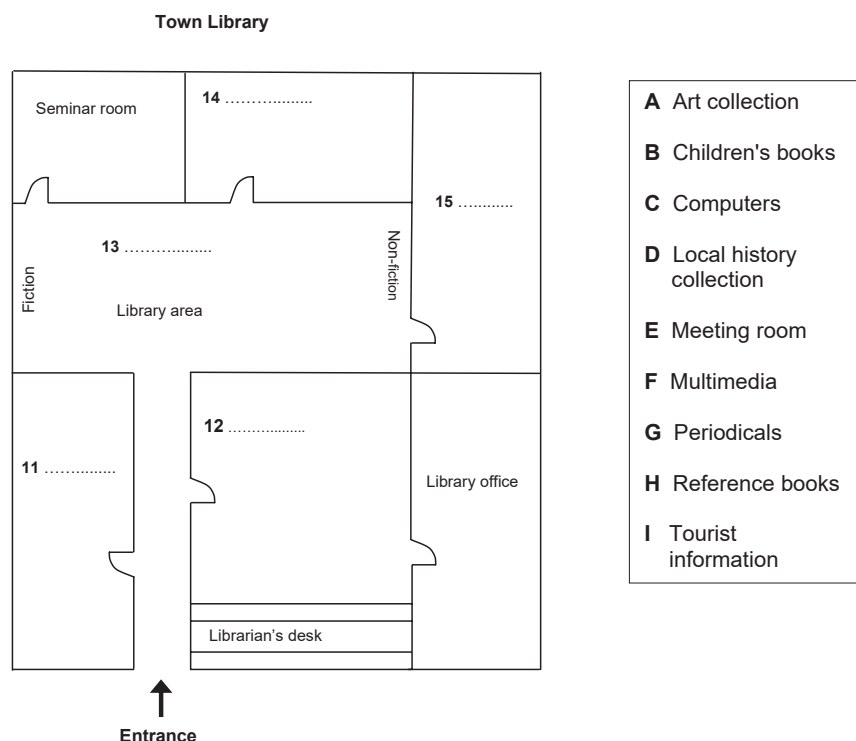 Town Library
Seminar room
14 ………..........
15 ….........
13 ………..........
Fiction
Non-fiction
Library area
12 ………..........
11 ……..........
Library office
Librarian's desk
Entrance
A Art collection
B Children's books
C Computers
D Local history
collection
E Meeting room
F Multimedia
G Periodicals
H Reference books
I Tourist
information